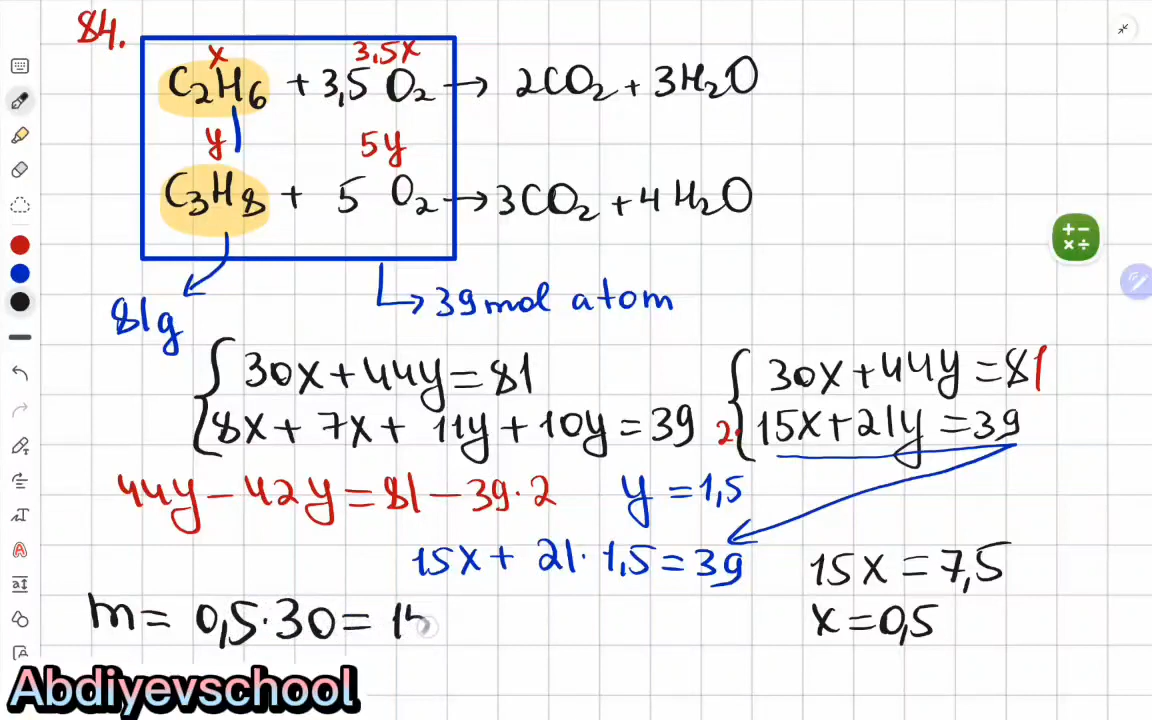 84.
x 3,5x
C₂H₆ + 3,5 O₂ → 2CO₂ + 3H₂O
y 5y
C₃H₈ + 5 O₂ → 3CO₂ + 4H₂O
81g
39 mol atom
30x + 44y = 81
8x + 7x + 11y + 10y = 39
30x + 44y = 81
2· 15x + 21y = 39
44y - 42y = 81 - 39·2
y = 1,5
15x + 21·1,5 = 39
15x = 7,5
x = 0,5
m = 0,5·30 =
Abdiyevschool